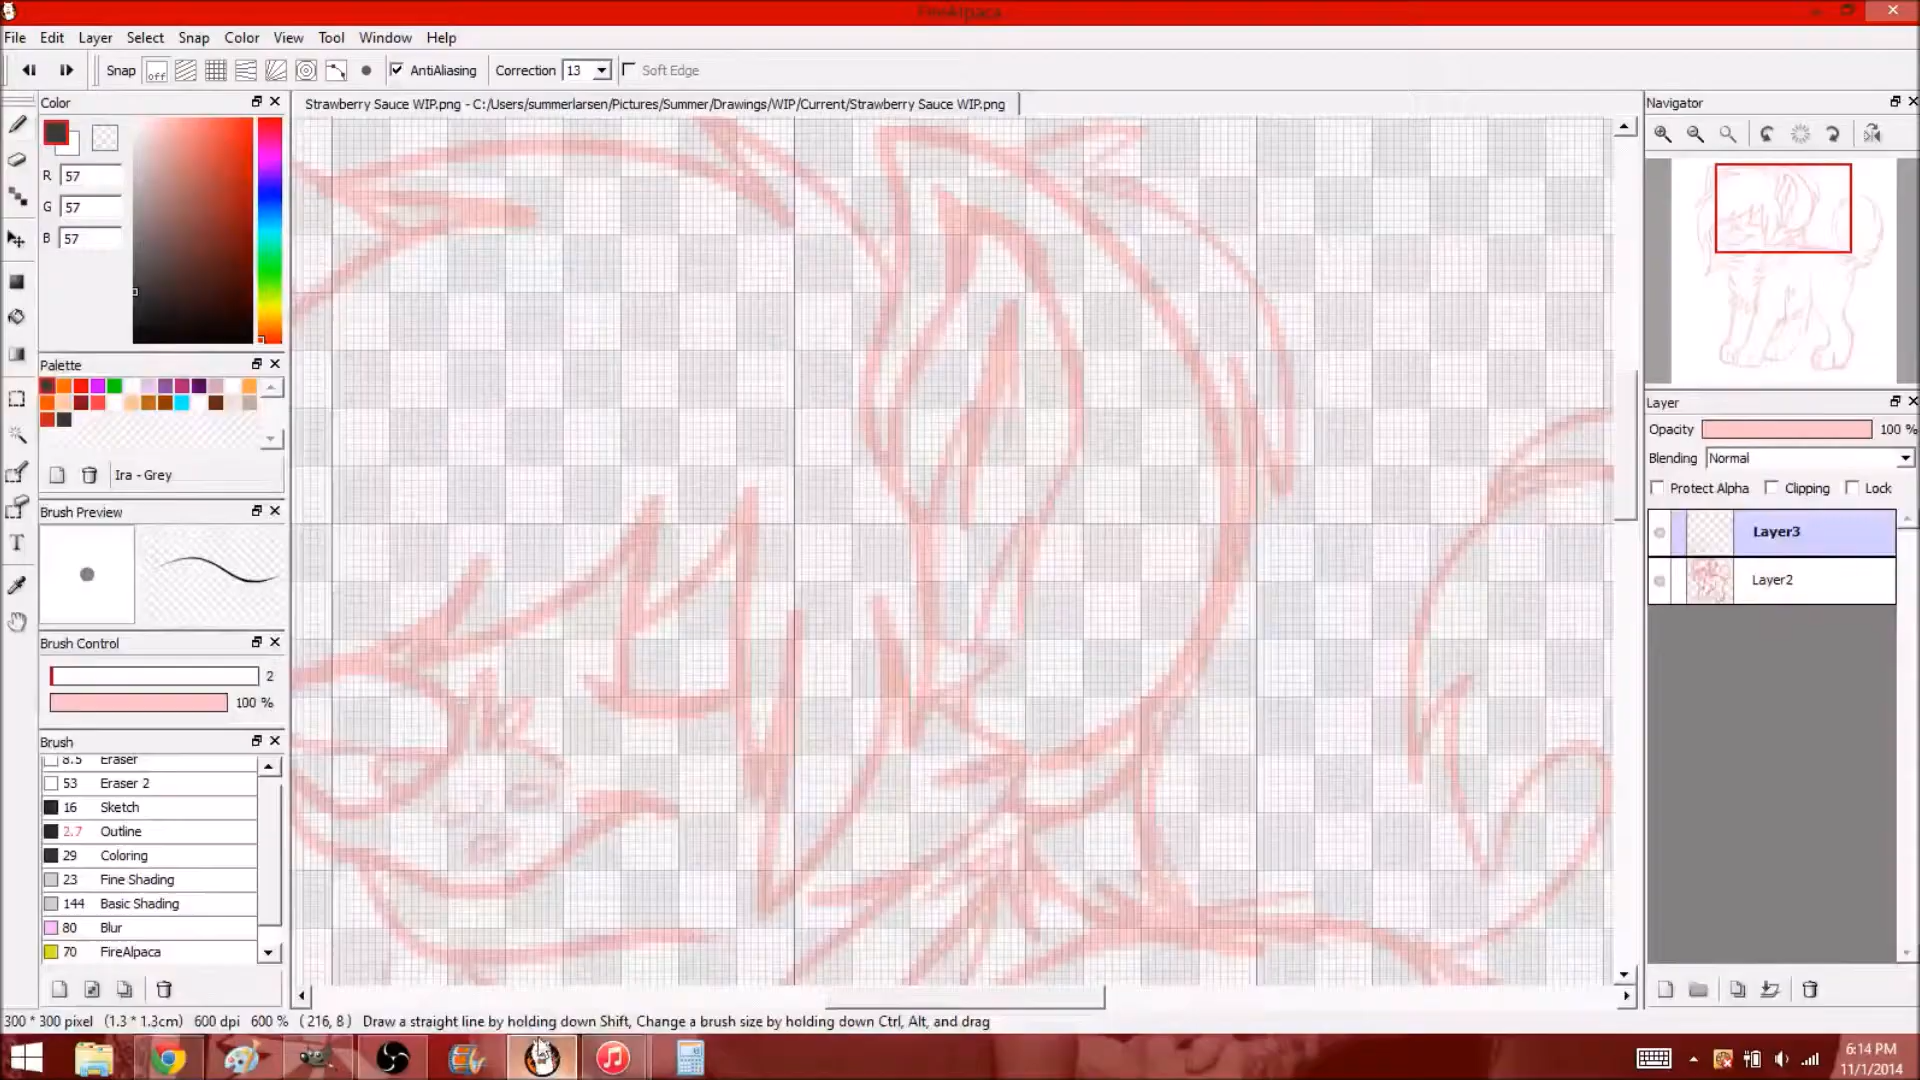 FireAlpaca
File Edit Layer Select Snap Color View Tool Window Help
Snap off AntiAliasing Correction 13 Soft Edge
Color
Strawberry Sauce WIP.png - C:/Users/summerlarsen/Pictures/Summer/Drawings/WIP/Current/Strawberry Sauce WIP.png
Navigator
R 57
G 57
B 57
Palette
Ira - Grey
Brush Preview
Brush Control
2
100 %
Brush
8.5 Eraser
53 Eraser 2
16 Sketch
2.7 Outline
29 Coloring
23 Fine Shading
144 Basic Shading
80 Blur
70 FireAlpaca
Layer
Opacity 100 %
Blending Normal
Protect Alpha Clipping Lock
Layer3
Layer2
300 * 300 pixel (1.3 * 1.3cm) 600 dpi 600 % ( 216, 8 ) Draw a straight line by holding down Shift, Change a brush size by holding down Ctrl, Alt, and drag
6:14 PM
11/1/2014